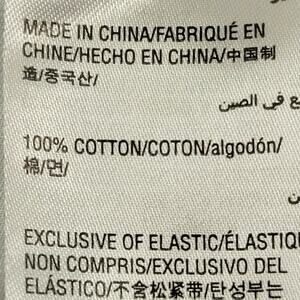 MADE IN CHINA/FABRIQUÉ EN
CHINE/HECHO EN CHINA/中国制
造/중국산/
في الصين
100% COTTON/COTON/algodón/
棉/면/
EXCLUSIVE OF ELASTIC/ÉLASTIQU
NON COMPRIS/EXCLUSIVO DEL
ELÁSTICO/不含松紧带/탄성부는